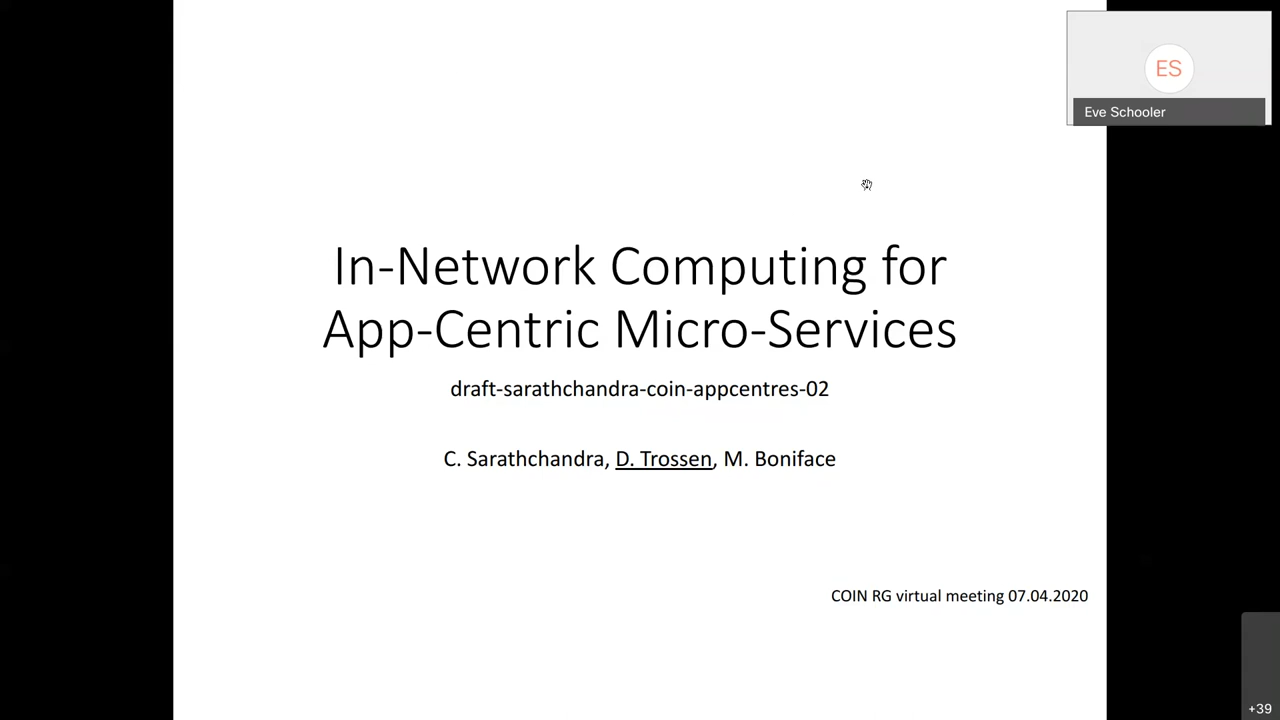 ES
Eve Schooler
In-Network Computing for
App-Centric Micro-Services
draft-sarathchandra-coin-appcentres-02
C. Sarathchandra, D. Trossen, M. Boniface
COIN RG virtual meeting 07.04.2020
+39